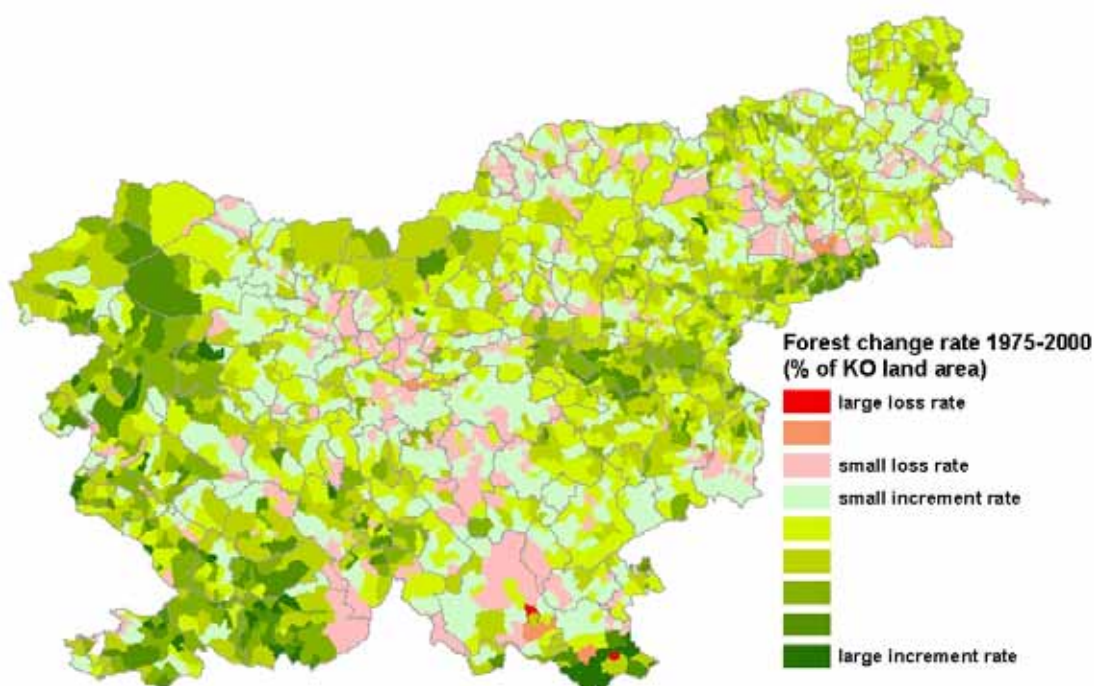 Forest change rate 1975-2000
(% of KO land area)
large loss rate
small loss rate
small increment rate
large increment rate